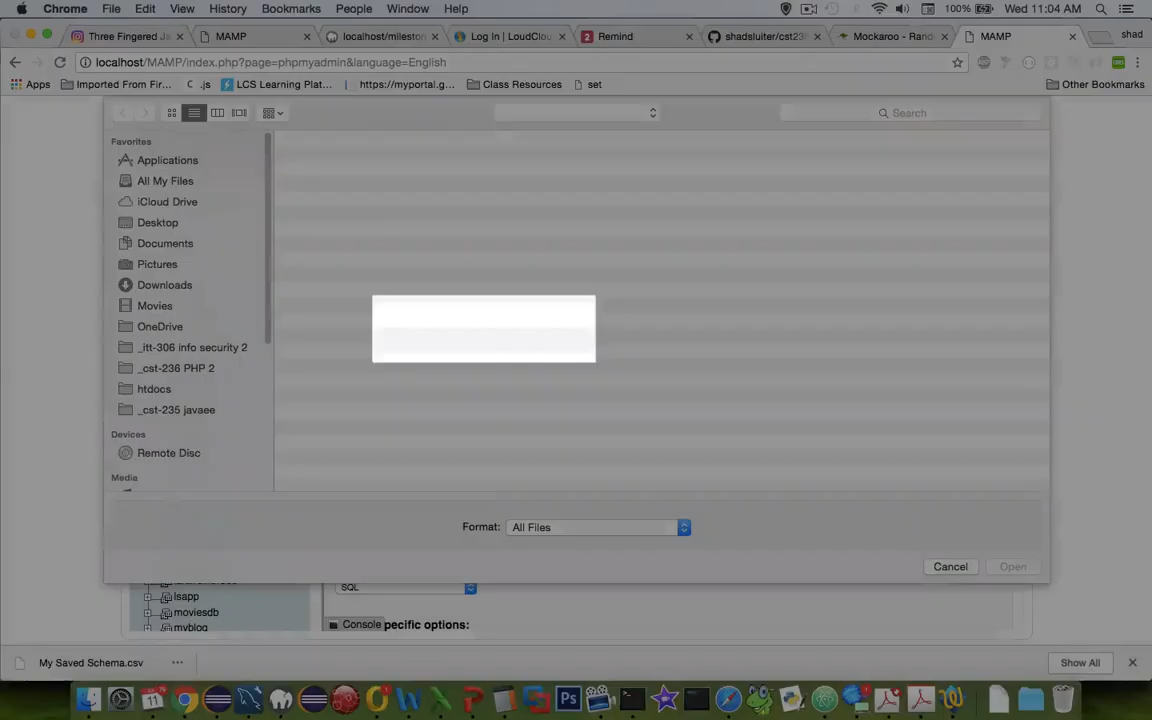 Chrome File Edit View History Bookmarks People Window Help 100% Wed 11:04 AM
Three Fingered Ja MAMP localhost/mileston Log In | LoudClou Remind shadsluiter/cst23 Mockaroo - Rand MAMP shad
localhost/MAMP/index.php?page=phpmyadmin&language=English
Apps Imported From Fir... .js LCS Learning Plat... https://myportal.g... Class Resources set Other Bookmarks
Search
Favorites
Applications
All My Files
iCloud Drive
Desktop
Documents
Pictures
Downloads
Movies
OneDrive
_itt-306 info security 2
_cst-236 PHP 2
htdocs
_cst-235 javaee
Devices
Remote Disc
Media
Format: All Files
Cancel Open
SQL
lsapp
moviesdb
myblog
Console pecific options:
My Saved Schema.csv
Show All